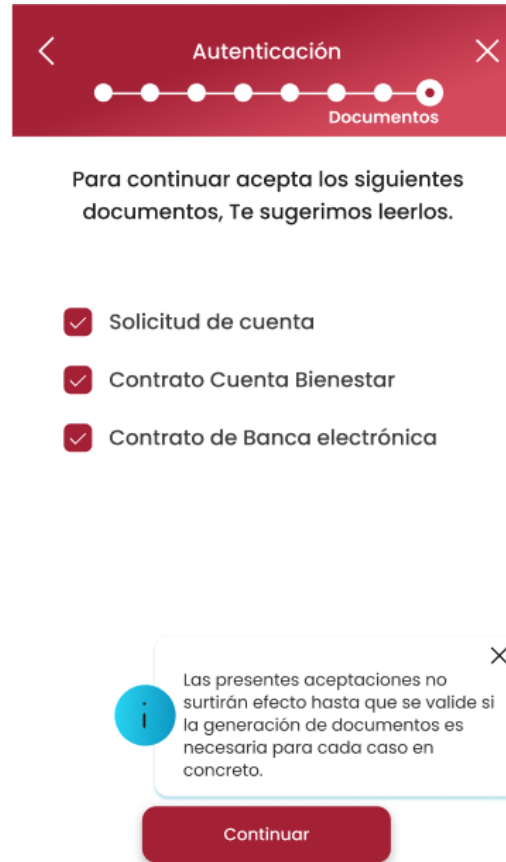 Autenticación
Documentos
Para continuar acepta los siguientes
documentos, Te sugerimos leerlos.
Solicitud de cuenta
Contrato Cuenta Bienestar
Contrato de Banca electrónica
Las presentes aceptaciones no
surtirán efecto hasta que se valide si
la generación de documentos es
necesaria para cada caso en
concreto.
Continuar